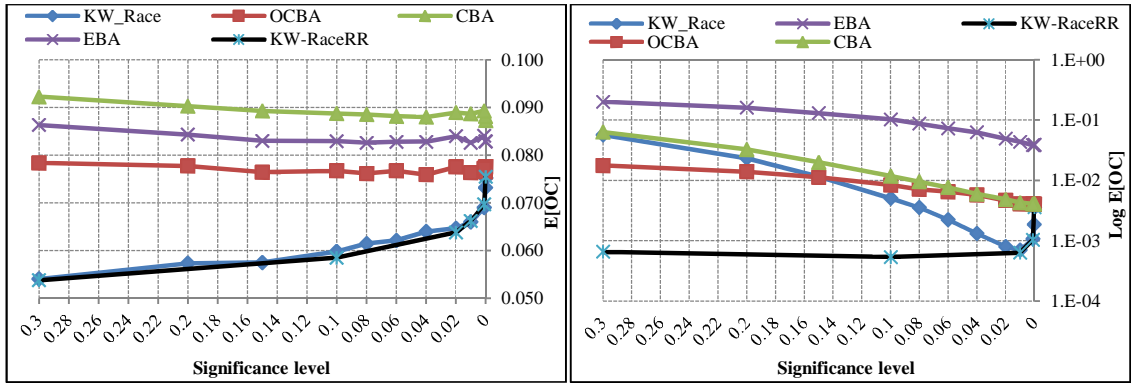 KW_Race OCBA CBA
EBA KW-RaceRR
0.100
0.090
0.080
0.070
0.060
0.050
E[OC]
0.3 0.28 0.26 0.24 0.22 0.2 0.18 0.16 0.14 0.12 0.1 0.08 0.06 0.04 0.02 0
Significance level
KW_Race EBA KW-RaceRR
OCBA CBA
1.E+00
1.E-01
1.E-02
1.E-03
1.E-04
Log E[OC]
0.3 0.28 0.26 0.24 0.22 0.2 0.18 0.16 0.14 0.12 0.1 0.08 0.06 0.04 0.02 0
Significance level